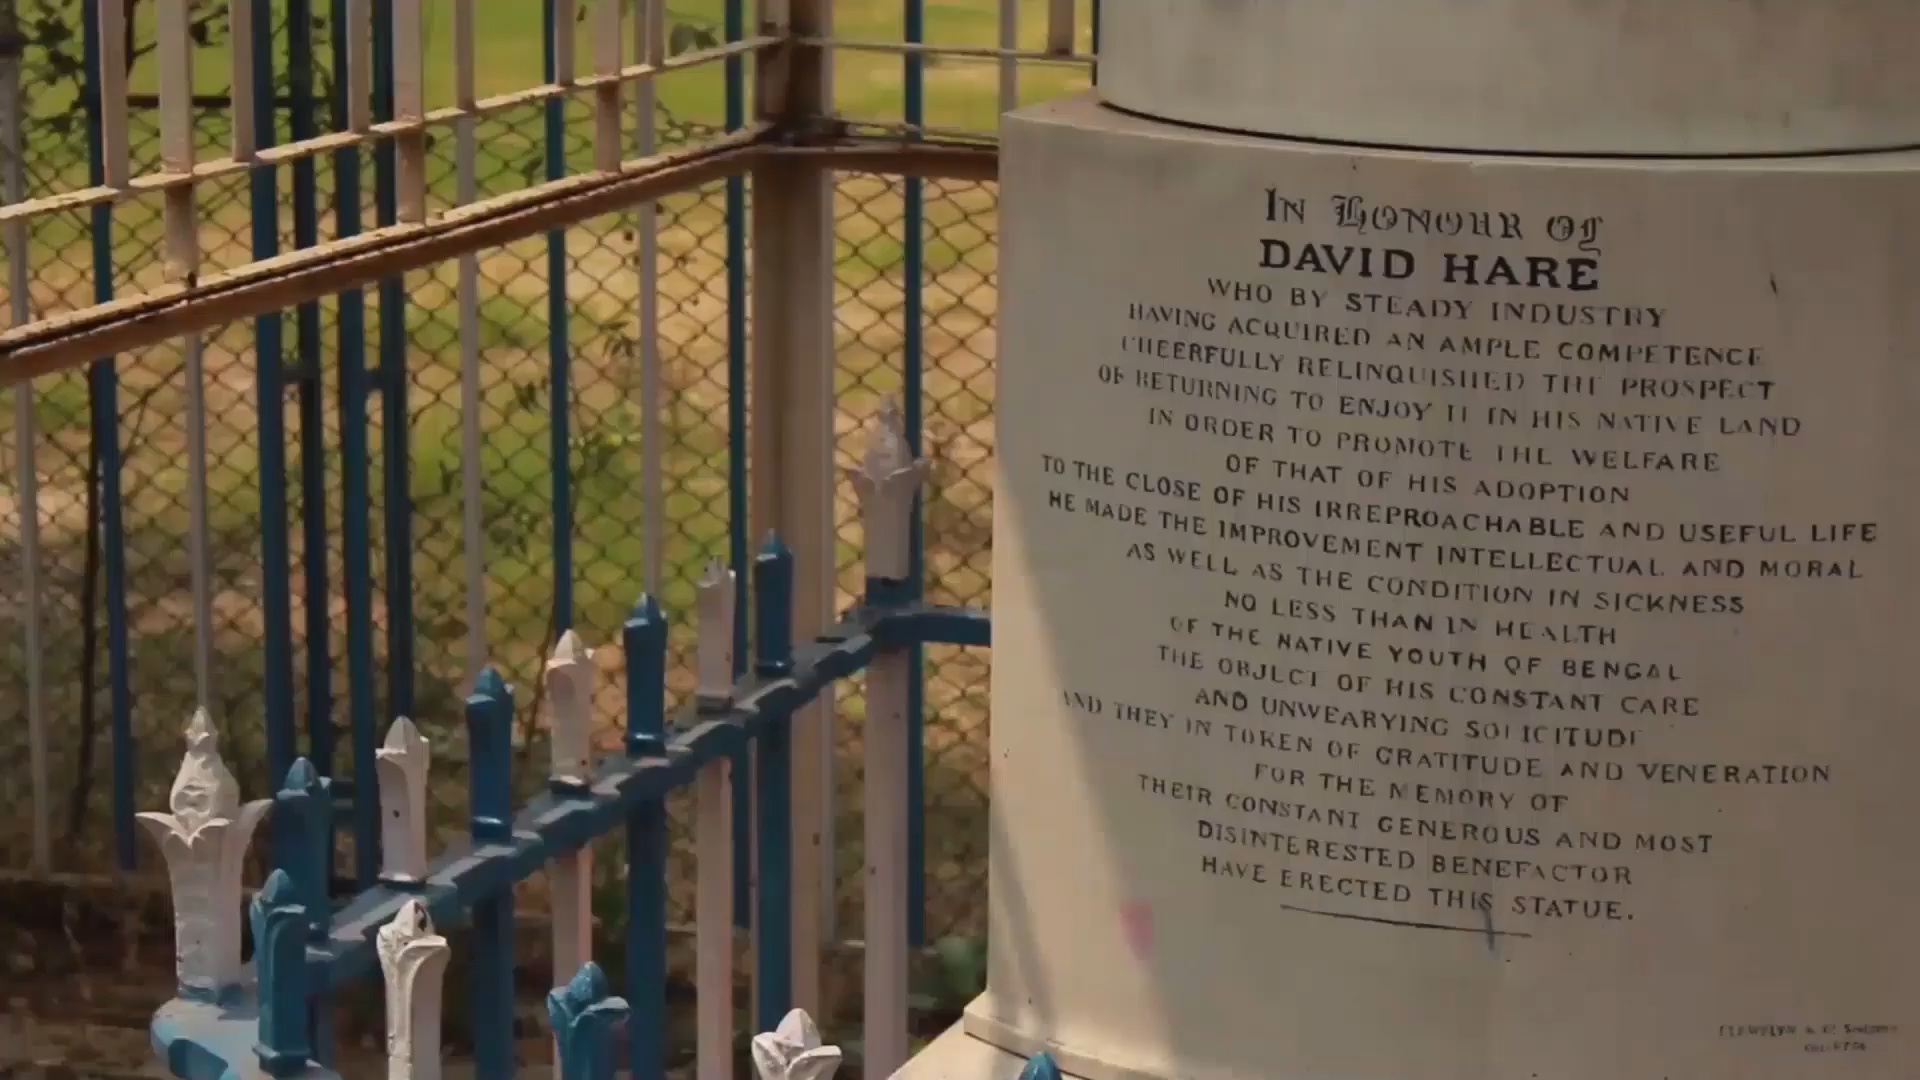 IN HONOUR OF
DAVID HARE
WHO BY STEADY INDUSTRY
HAVING ACQUIRED AN AMPLE COMPETENCE
CHEERFULLY RELINQUISHED THE PROSPECT
OF RETURNING TO ENJOY IT IN HIS NATIVE LAND
IN ORDER TO PROMOTE THE WELFARE
OF THAT OF HIS ADOPTION
TO THE CLOSE OF HIS IRREPROACHABLE AND USEFUL LIFE
HE MADE THE IMPROVEMENT INTELLECTUAL AND MORAL
AS WELL AS THE CONDITION IN SICKNESS
NO LESS THAN IN HEALTH
OF THE NATIVE YOUTH OF BENGAL
THE OBJECT OF HIS CONSTANT CARE
AND UNWEARYING SOLICITUDE
AND THEY IN TOKEN OF GRATITUDE AND VENERATION
FOR THE MEMORY OF
THEIR CONSTANT GENEROUS AND MOST
DISINTERESTED BENEFACTOR
HAVE ERECTED THIS STATUE.
LLEWELYN & Co